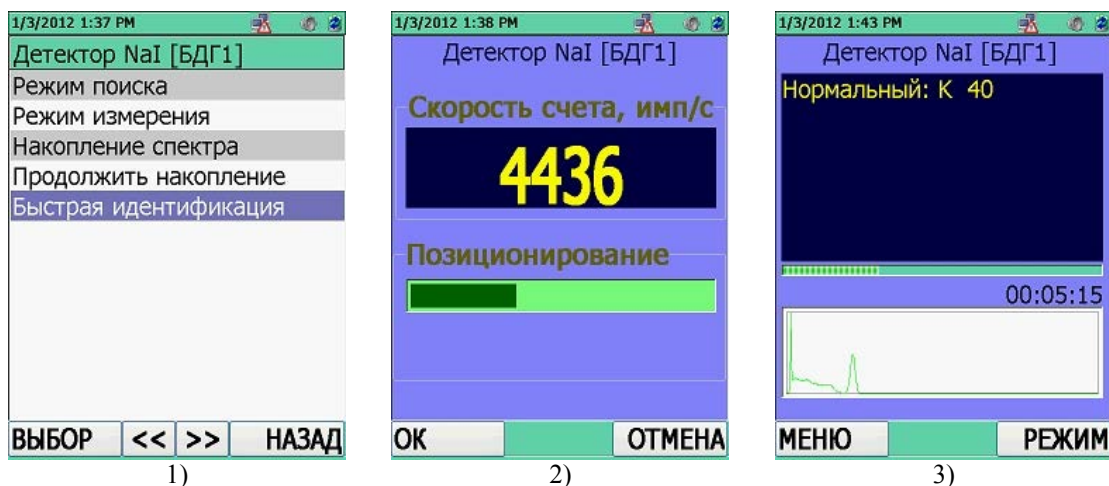 1/3/2012 1:37 PM
Детектор NaI [БДГ1]
Режим поиска
Режим измерения
Накопление спектра
Продолжить накопление
Быстрая идентификация
ВЫБОР << >> НАЗАД
1)
1/3/2012 1:38 PM
Детектор NaI [БДГ1]
Скорость счета, имп/с
4436
Позиционирование
OK ОТМЕНА
2)
1/3/2012 1:43 PM
Детектор NaI [БДГ1]
Нормальный: K 40
00:05:15
МЕНЮ РЕЖИМ
3)